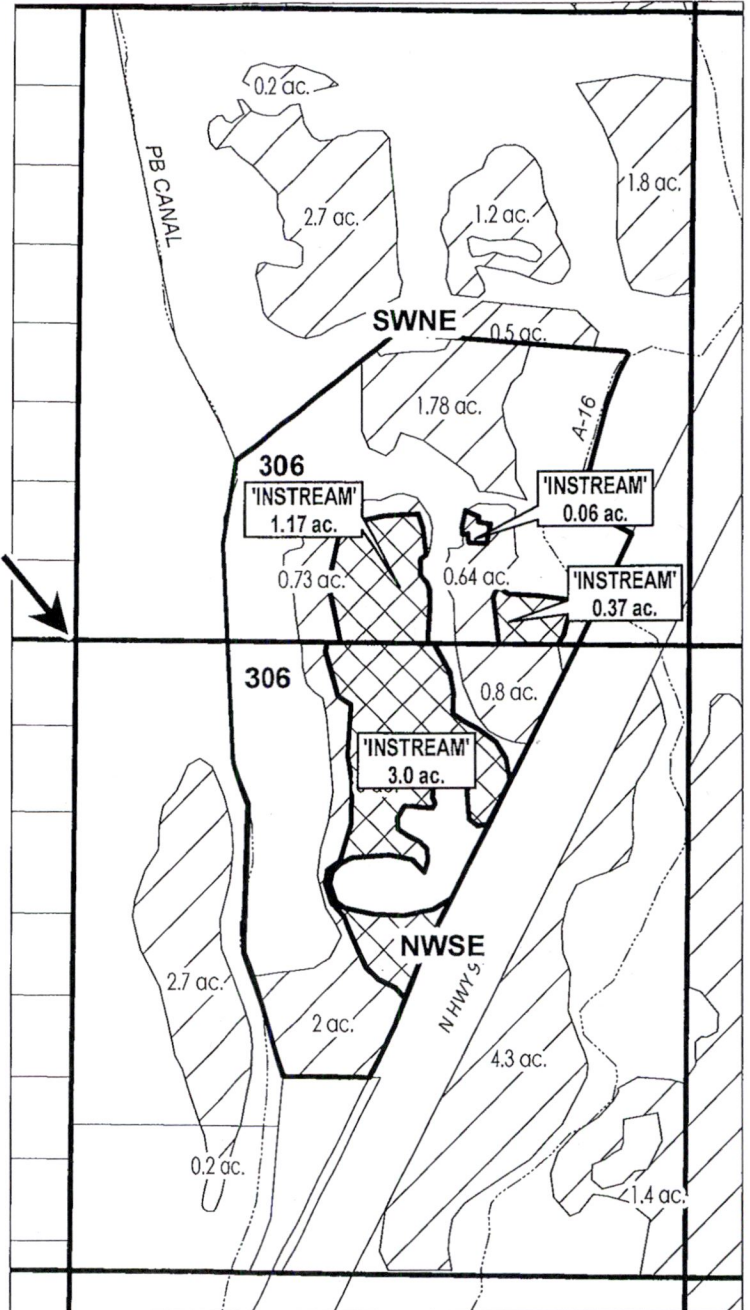 0.2 ac.
PB CANAL
2.7 ac.
1.2 ac.
1.8 ac.
SWNE
0.5 ac.
1.78 ac.
A-16
306
'INSTREAM'
1.17 ac.
'INSTREAM'
0.06 ac.
0.73 ac.
0.64 ac.
'INSTREAM'
0.37 ac.
306
0.8 ac.
'INSTREAM'
3.0 ac.
NWSE
2.7 ac.
N HWY 9
2 ac.
4.3 ac.
0.2 ac.
1.4 ac.